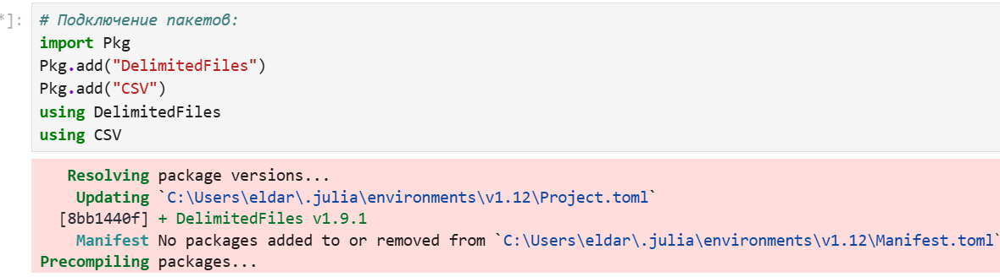 *]:
# Подключение пакетов:
import Pkg
Pkg.add("DelimitedFiles")
Pkg.add("CSV")
using DelimitedFiles
using CSV
Resolving package versions...
Updating `C:\Users\eldar\.julia\environments\v1.12\Project.toml`
[8bb1440f] + DelimitedFiles v1.9.1
Manifest No packages added to or removed from `C:\Users\eldar\.julia\environments\v1.12\Manifest.toml`
Precompiling packages...